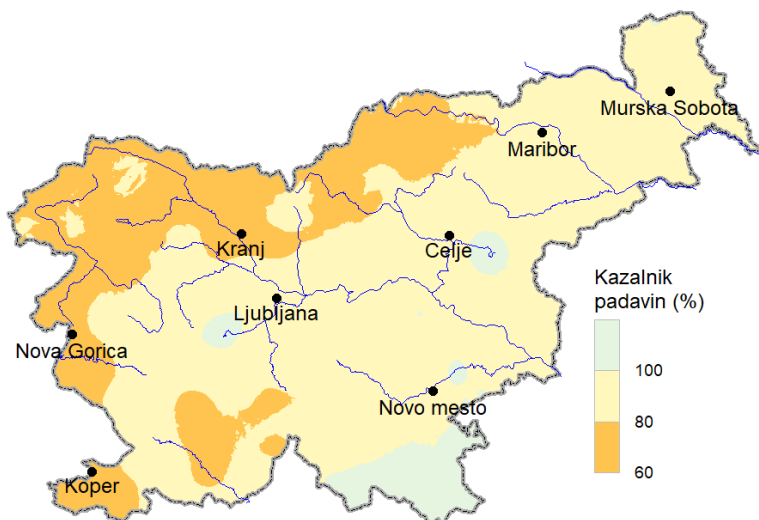 Murska Sobota
Maribor
Kranj
Celje
Kazalnik
padavin (%)
Ljubljana
Nova Gorica
100
Novo mesto
80
Koper
60